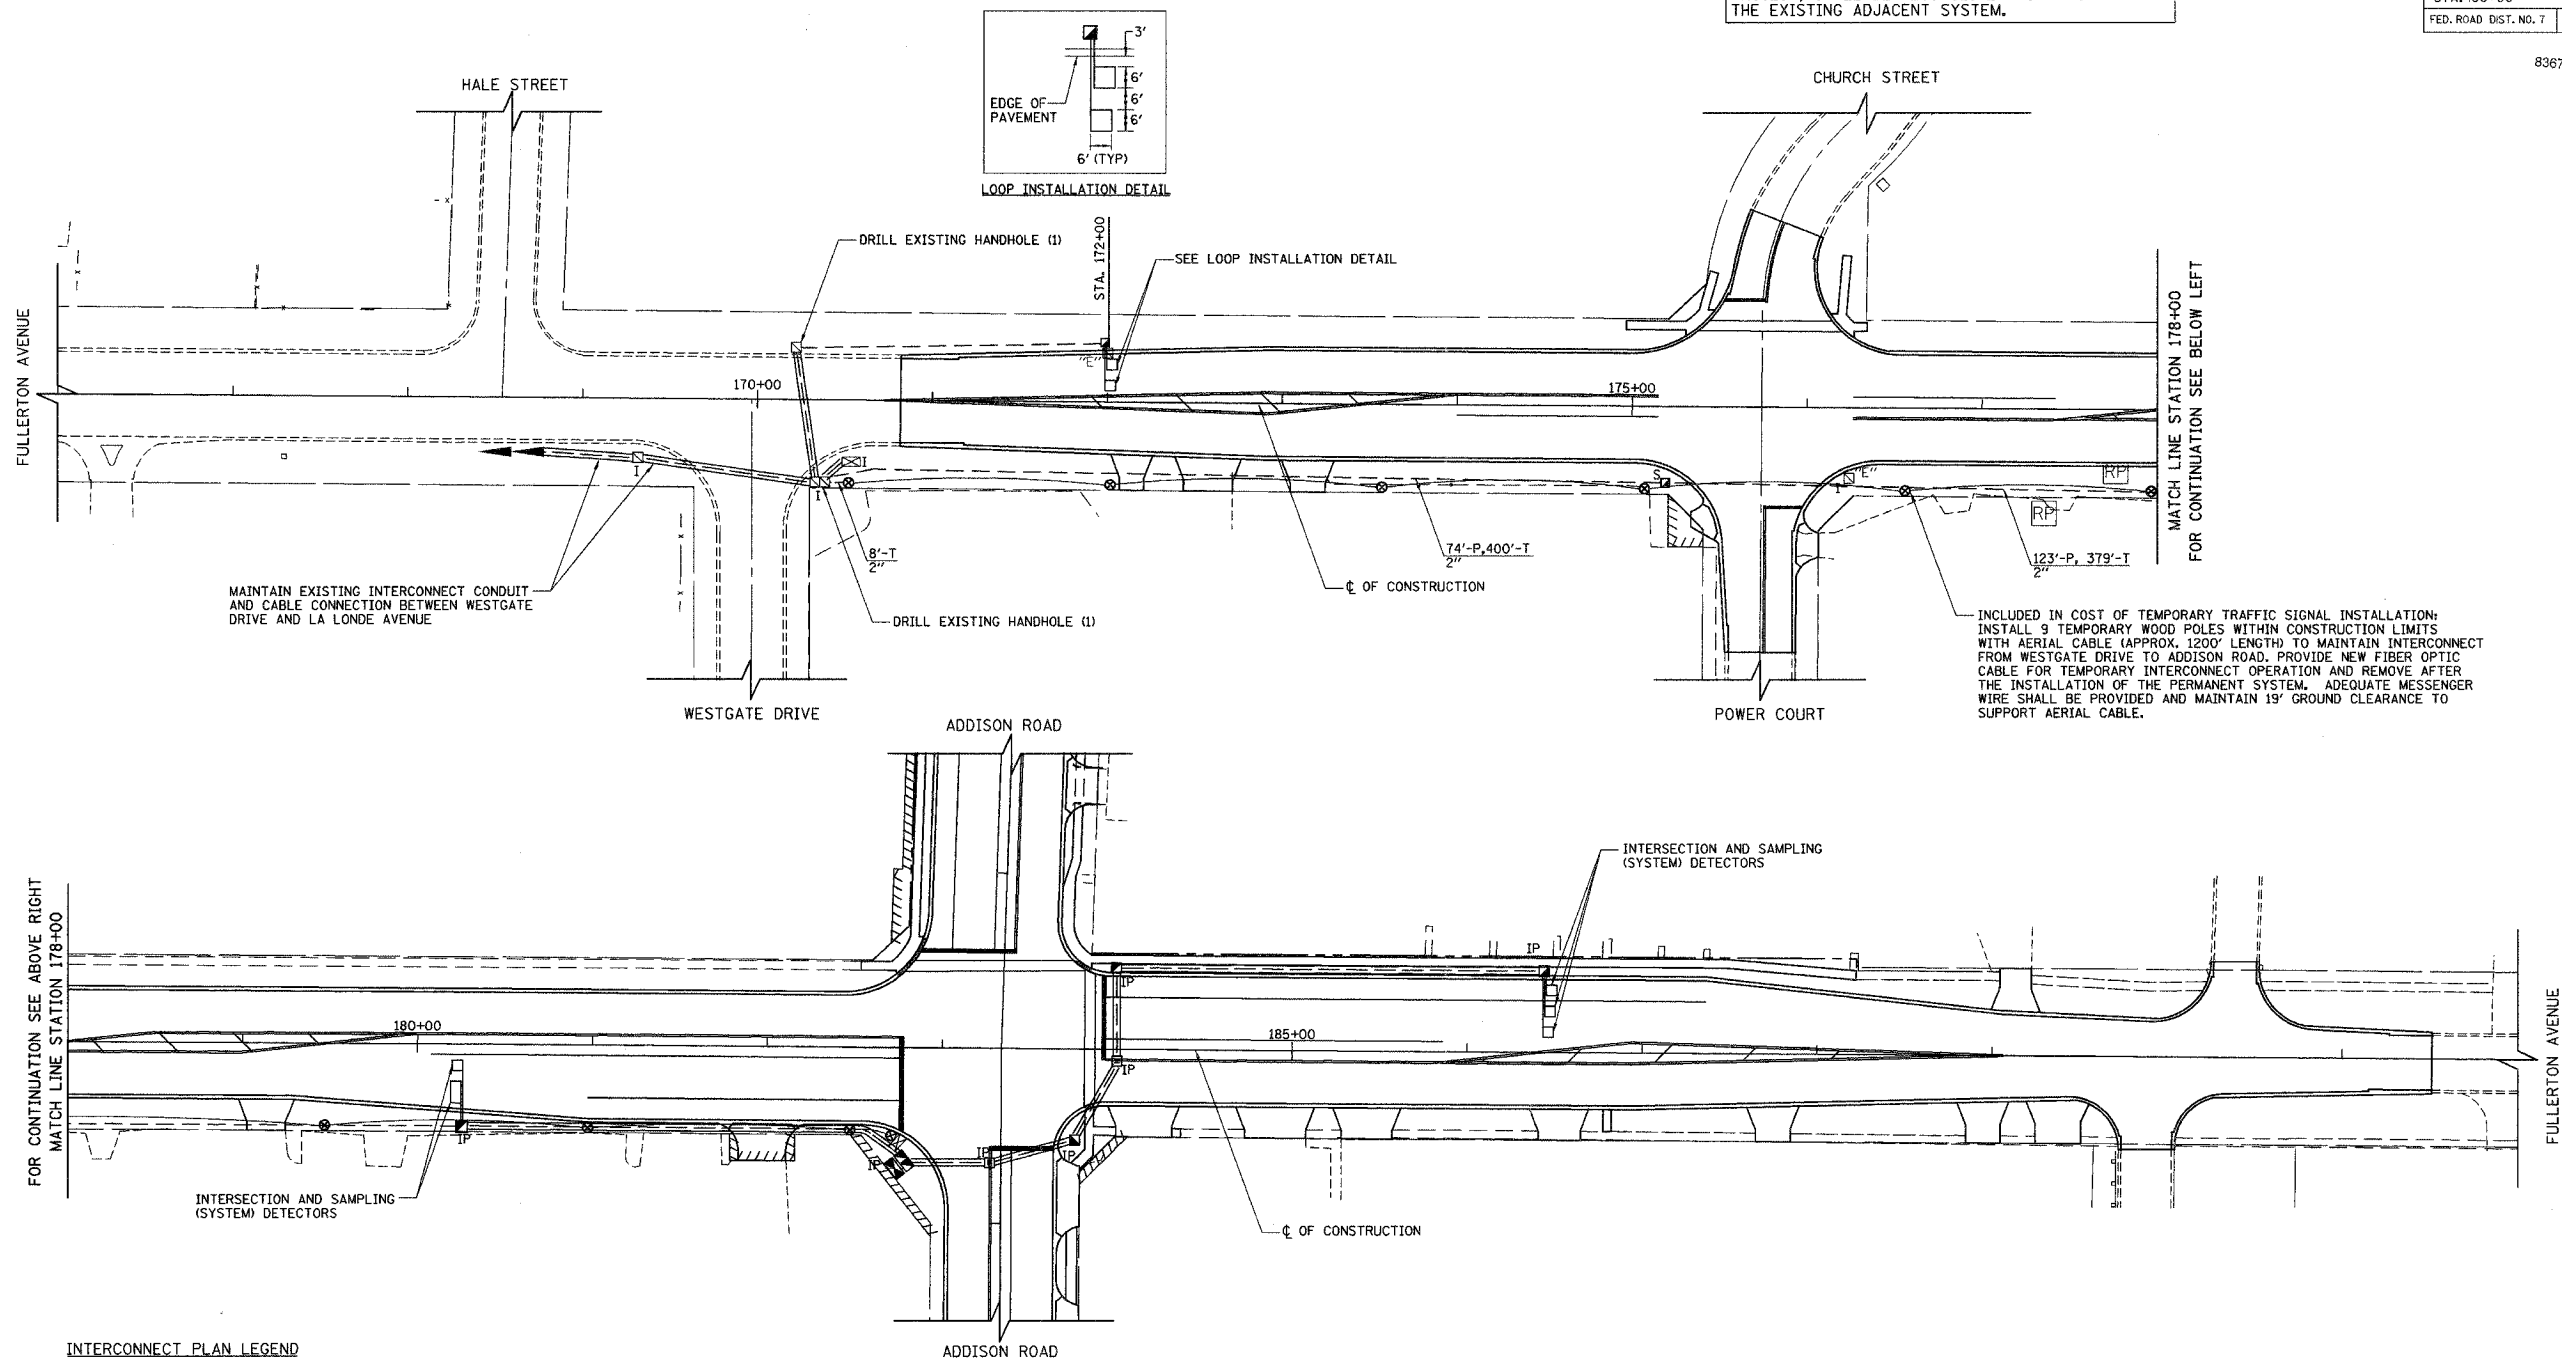 THE EXISTING ADJACENT SYSTEM.
FED. ROAD DIST. NO. 7
8367
HALE STREET
CHURCH STREET
3'
6'
6'
6'
EDGE OF
PAVEMENT
6' (TYP)
LOOP INSTALLATION DETAIL
STA. 172+00
DRILL EXISTING HANDHOLE (1)
SEE LOOP INSTALLATION DETAIL
FULLERTON AVENUE
MATCH LINE STATION 178+00
FOR CONTINUATION SEE BELOW LEFT
170+00
"E"
175+00
I
I
I
S
I
"E"
RP
RP
8'-T
2"
74'-P,400'-T
2"
123'-P, 379'-T
2"
MAINTAIN EXISTING INTERCONNECT CONDUIT
AND CABLE CONNECTION BETWEEN WESTGATE
DRIVE AND LA LONDE AVENUE
℄ OF CONSTRUCTION
DRILL EXISTING HANDHOLE (1)
INCLUDED IN COST OF TEMPORARY TRAFFIC SIGNAL INSTALLATION:
INSTALL 9 TEMPORARY WOOD POLES WITHIN CONSTRUCTION LIMITS
WITH AERIAL CABLE (APPROX. 1200' LENGTH) TO MAINTAIN INTERCONNECT
FROM WESTGATE DRIVE TO ADDISON ROAD. PROVIDE NEW FIBER OPTIC
CABLE FOR TEMPORARY INTERCONNECT OPERATION AND REMOVE AFTER
THE INSTALLATION OF THE PERMANENT SYSTEM. ADEQUATE MESSENGER
WIRE SHALL BE PROVIDED AND MAINTAIN 19' GROUND CLEARANCE TO
SUPPORT AERIAL CABLE.
WESTGATE DRIVE
POWER COURT
ADDISON ROAD
INTERSECTION AND SAMPLING
(SYSTEM) DETECTORS
FOR CONTINUATION SEE ABOVE RIGHT
MATCH LINE STATION 178+00
IP
IP
180+00
185+00
IP
IP
IP
IP
IP
FULLERTON AVENUE
INTERSECTION AND SAMPLING
(SYSTEM) DETECTORS
℄ OF CONSTRUCTION
INTERCONNECT PLAN LEGEND
ADDISON ROAD